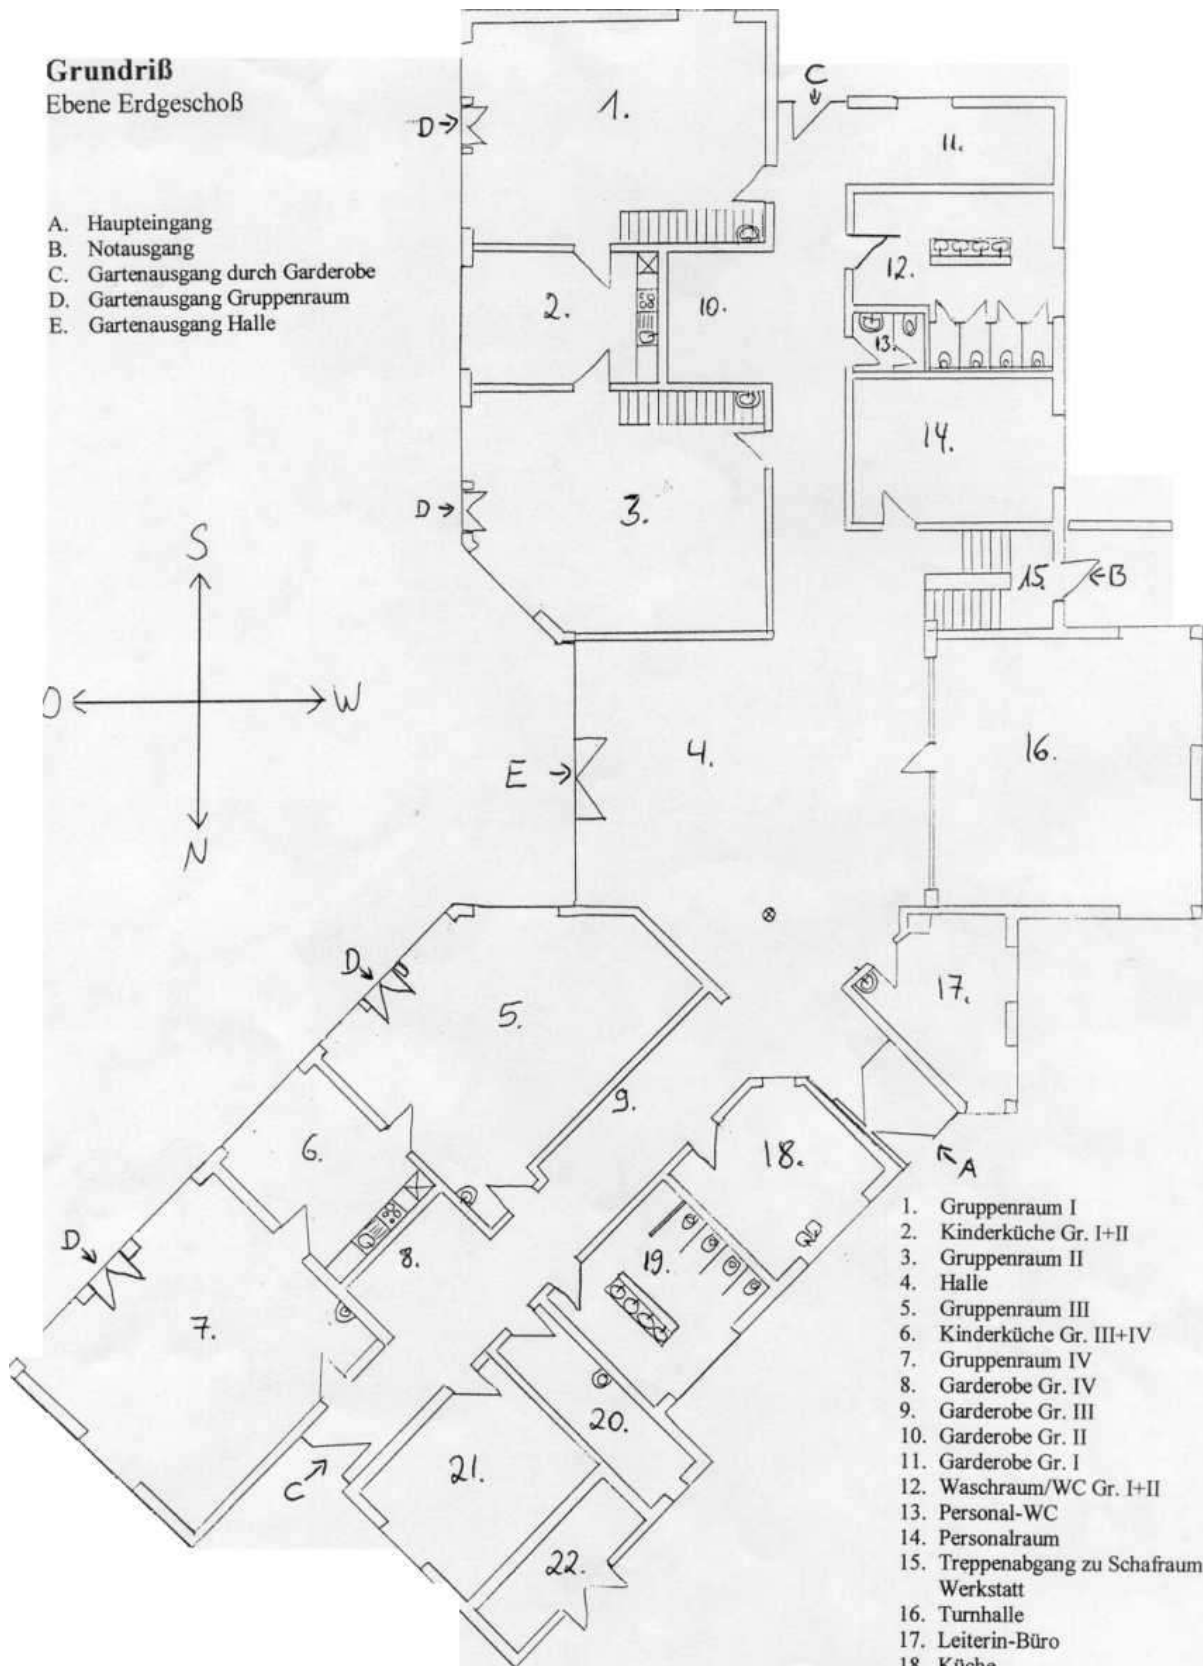 Grundriß
Ebene Erdgeschoß
A. Haupteingang
B. Notausgang
C. Gartenausgang durch Garderobe
D. Gartenausgang Gruppenraum
E. Gartenausgang Halle
C
1.
D
11.
12.
2.
10.
13.
14.
3.
D
S
15.
B
O
W
4.
16.
E
N
D
5.
17.
9.
6.
18.
A
D
8.
19.
7.
20.
21.
C
22.
1. Gruppenraum I
2. Kinderküche Gr. I+II
3. Gruppenraum II
4. Halle
5. Gruppenraum III
6. Kinderküche Gr. III+IV
7. Gruppenraum IV
8. Garderobe Gr. IV
9. Garderobe Gr. III
10. Garderobe Gr. II
11. Garderobe Gr. I
12. Waschraum/WC Gr. I+II
13. Personal-WC
14. Personalraum
15. Treppenabgang zu Schafraum
Werkstatt
16. Turnhalle
17. Leiterin-Büro
18. Küche